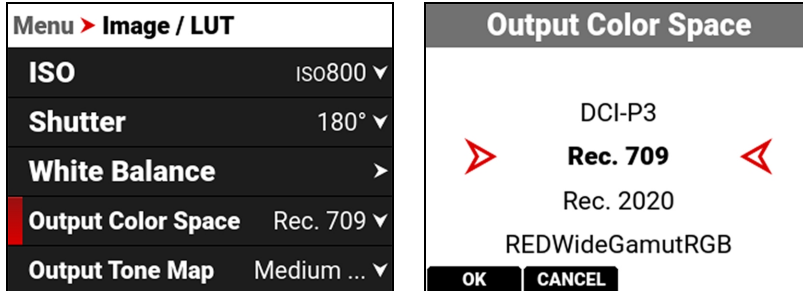 Menu > Image / LUT
ISO ISO800
Shutter 180°
White Balance
Output Color Space Rec. 709
Output Tone Map Medium ...
Output Color Space
DCI-P3
Rec. 709
Rec. 2020
REDWideGamutRGB
OK CANCEL